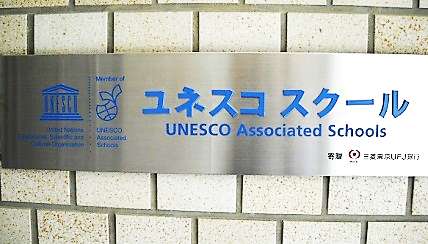 UNESCO
United Nations
Educational, Scientific and
Cultural Organization
Member of
UNESCO
Associated
Schools
ユネスコ スクール
UNESCO Associated Schools
寄贈 三菱東京UFJ銀行